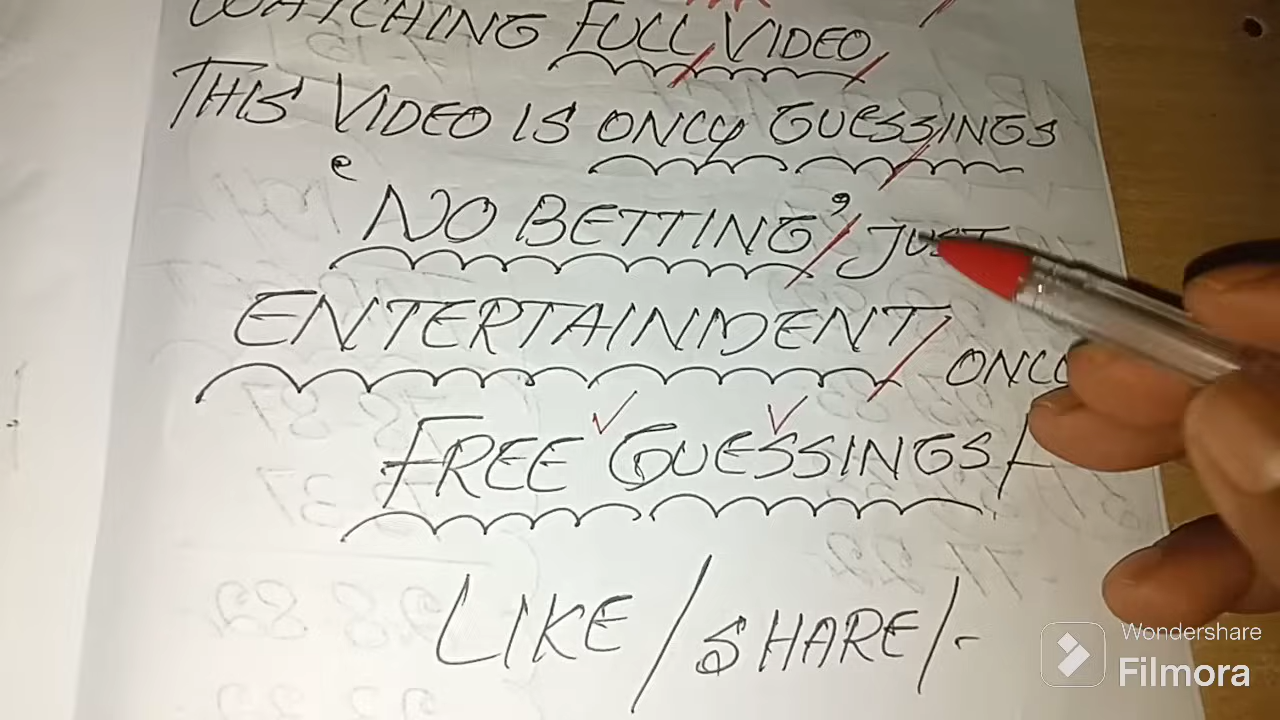 WATCHING FULL VIDEO,
THIS VIDEO IS ONLY GUESSINGS
"NO BETTING" JUST
ENTERTAINMENT ONLY
FREE GUESSINGS/
LIKE / SHARE/-
Wondershare
Filmora